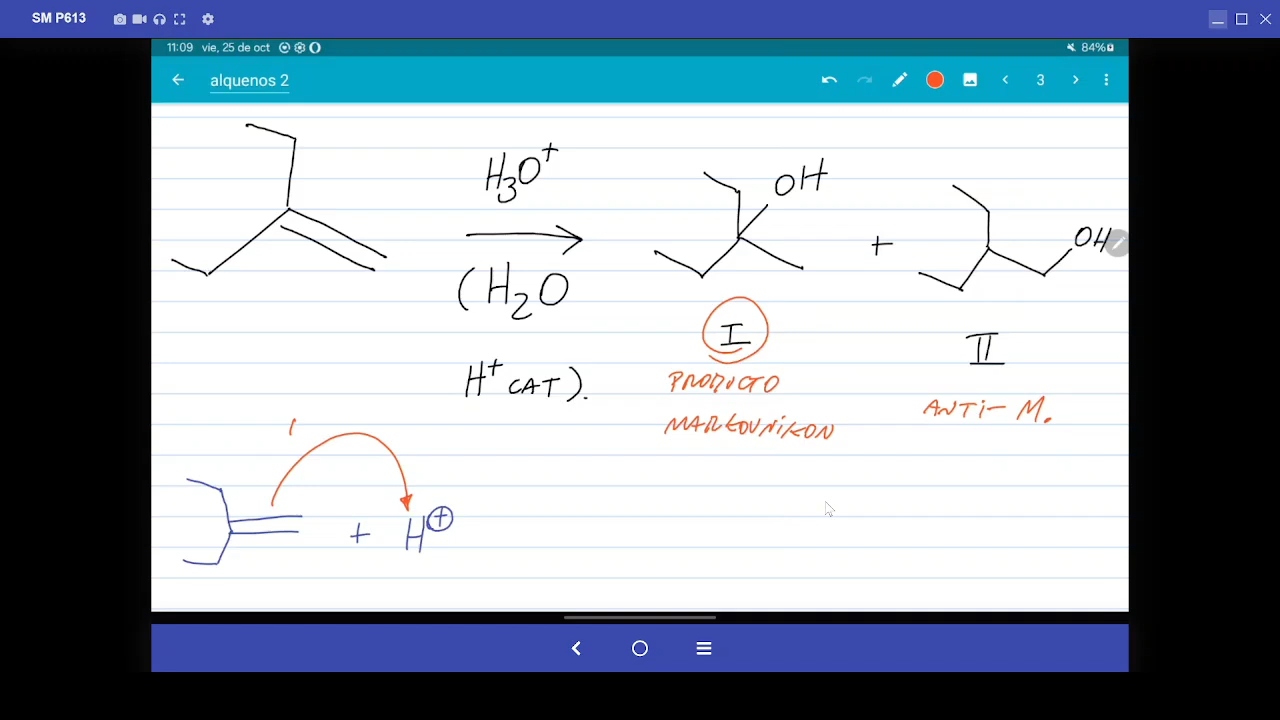 SM P613
11:09 vie, 25 de oct 84%
alquenos 2
3
H3O+
(H2O
H+ CAT).
OH
+
OH
I
II
PRODUCTO
MARKOVNIKON
ANTI- M.
+ H+